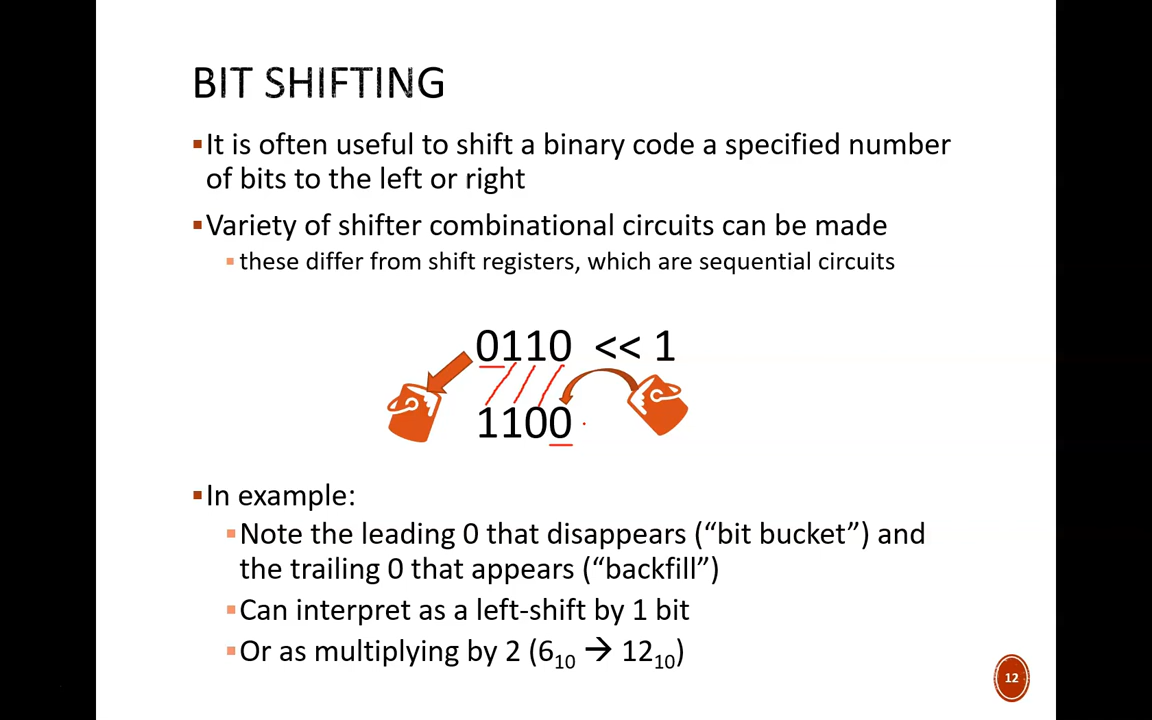 BIT SHIFTING
▪It is often useful to shift a binary code a specified number
of bits to the left or right
▪Variety of shifter combinational circuits can be made
▪these differ from shift registers, which are sequential circuits
0110 << 1
1100
▪In example:
▪Note the leading 0 that disappears (“bit bucket”) and
the trailing 0 that appears (“backfill”)
▪Can interpret as a left-shift by 1 bit
▪Or as multiplying by 2 (6₁₀ → 12₁₀)
12